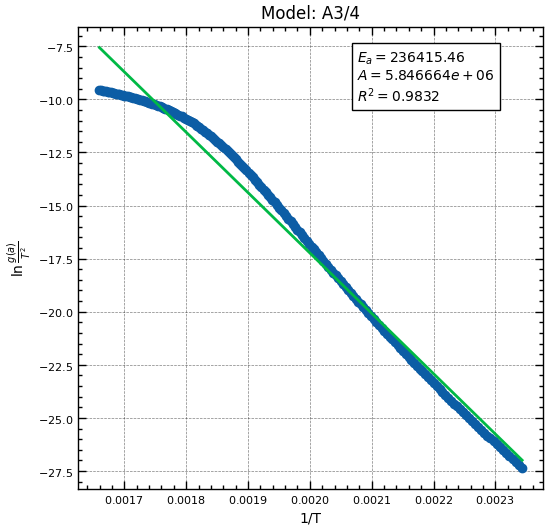 Model: A3/4
E_a = 236415.46
A = 5.846664e + 06
R² = 0.9832
−7.5
−10.0
−12.5
−15.0
−17.5
−20.0
−22.5
−25.0
−27.5
ln g(a)/T²
0.0017 0.0018 0.0019 0.0020 0.0021 0.0022 0.0023
1/T